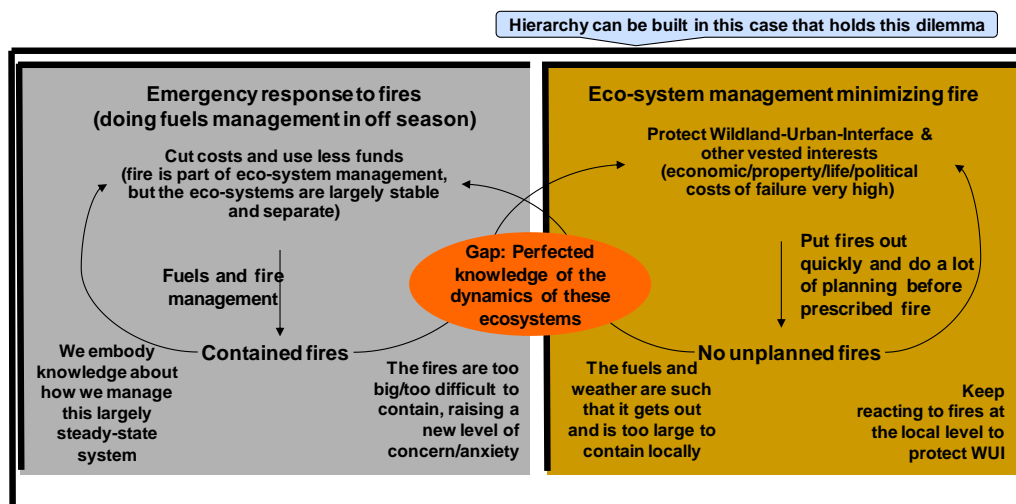 Hierarchy can be built in this case that holds this dilemma
Emergency response to fires
(doing fuels management in off season)
Cut costs and use less funds
(fire is part of eco-system management,
but the eco-systems are largely stable
and separate)
Fuels and fire
management
Contained fires
We embody
knowledge about
how we manage
this largely
steady-state
system
The fires are too
big/too difficult to
contain, raising a
new level of
concern/anxiety
Gap: Perfected
knowledge of the
dynamics of these
ecosystems
Eco-system management minimizing fire
Protect Wildland-Urban-Interface &
other vested interests
(economic/property/life/political
costs of failure very high)
Put fires out
quickly and do a lot
of planning before
prescribed fire
No unplanned fires
The fuels and
weather are such
that it gets out
and is too large to
contain locally
Keep
reacting to fires at
the local level to
protect WUI